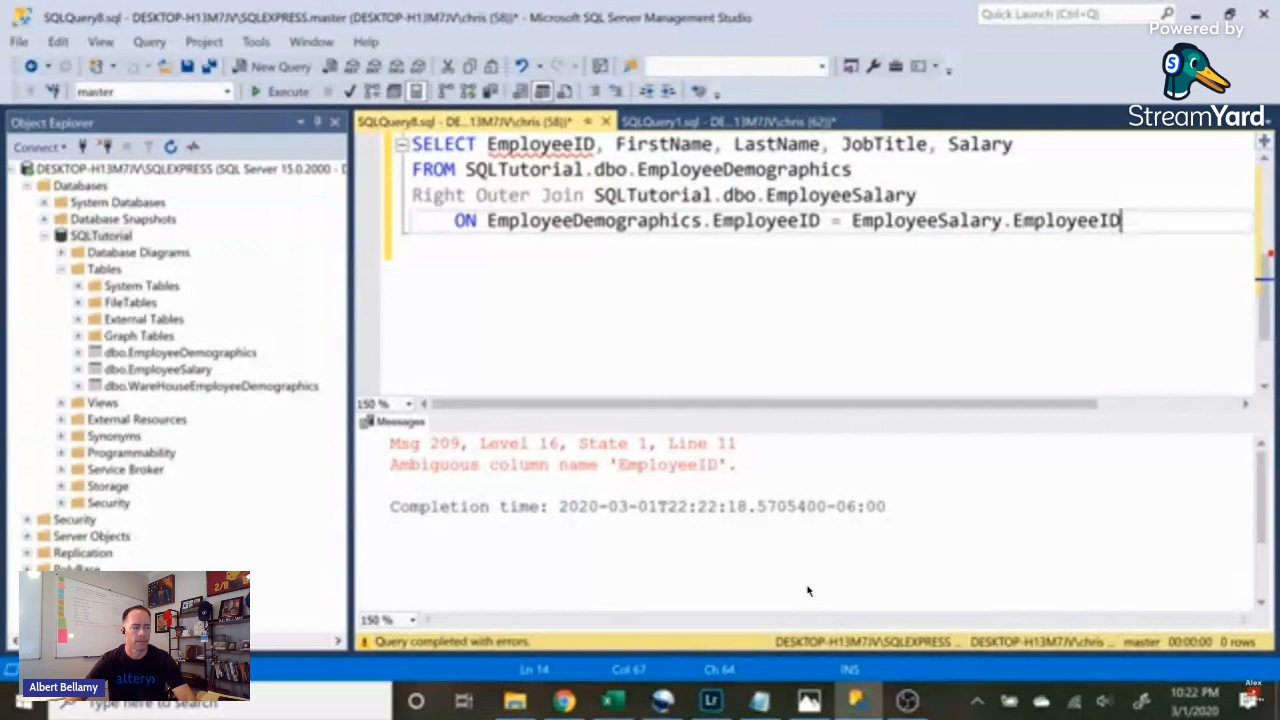 SQLQuery8.sql - DESKTOP-H13M7JV\SQLEXPRESS.master (DESKTOP-H13M7JV\chris (58))* - Microsoft SQL Server Management Studio
Quick Launch (Ctrl+Q)
Powered by
StreamYard
File Edit View Query Project Tools Window Help
New Query
master
Execute
Object Explorer
SQLQuery8.sql - DE...13M7JV\chris (58))*
SQLQuery1.sql - DE...13M7JV\chris (62))*
Connect
DESKTOP-H13M7JV\SQLEXPRESS (SQL Server 15.0.2000 - D
Databases
System Databases
Database Snapshots
SQLTutorial
Database Diagrams
Tables
System Tables
FileTables
External Tables
Graph Tables
dbo.EmployeeDemographics
dbo.EmployeeSalary
dbo.WareHouseEmployeeDemographics
Views
External Resources
Synonyms
Programmability
Service Broker
Storage
Security
Security
Server Objects
Replication
PolyBase
SELECT EmployeeID, FirstName, LastName, JobTitle, Salary
FROM SQLTutorial.dbo.EmployeeDemographics
Right Outer Join SQLTutorial.dbo.EmployeeSalary
ON EmployeeDemographics.EmployeeID = EmployeeSalary.EmployeeID
150 %
Messages
Msg 209, Level 16, State 1, Line 11
Ambiguous column name 'EmployeeID'.
Completion time: 2020-03-01T22:22:18.5705400-06:00
150 %
Query completed with errors.
DESKTOP-H13M7JV\SQLEXPRESS ... DESKTOP-H13M7JV\chris ... master 00:00:00 0 rows
Ln 14 Col 67 Ch 64 INS
alteryx
Albert Bellamy
Type here to search
Lr
Alex
10:22 PM
3/1/2020